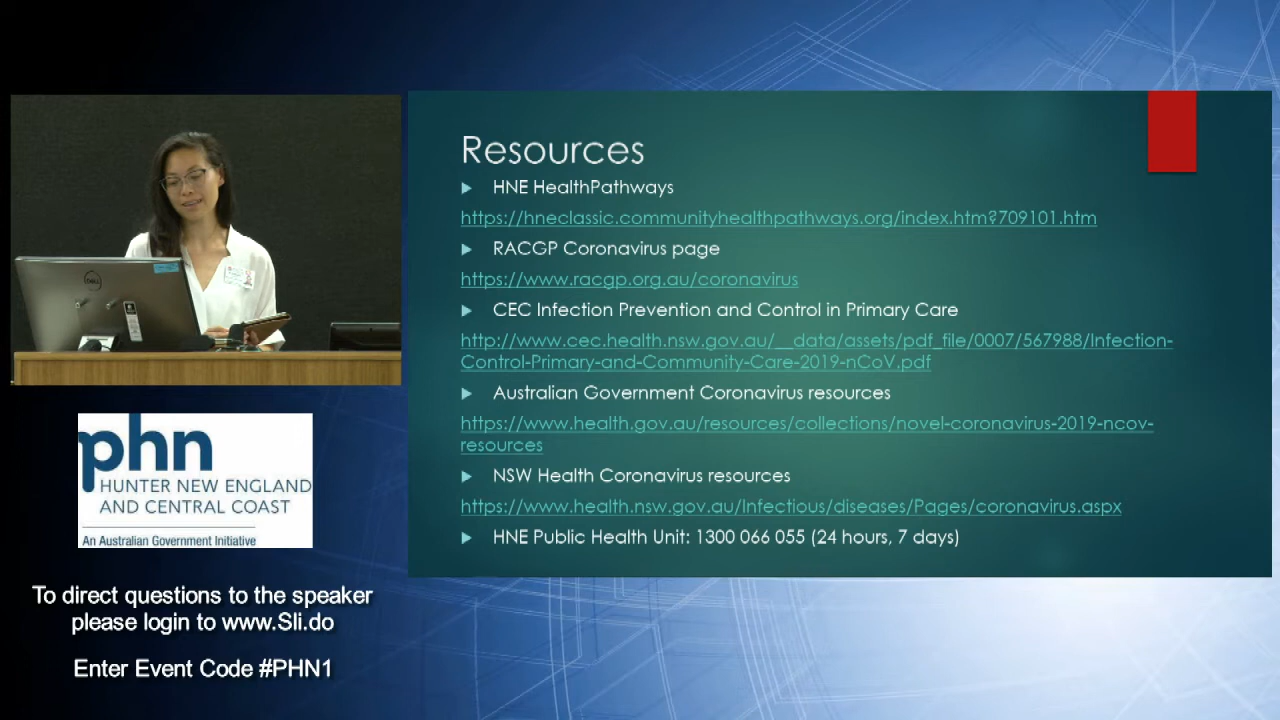 Resources
HNE HealthPathways
https://hneclassic.communityhealthpathways.org/index.htm?709101.htm
RACGP Coronavirus page
https://www.racgp.org.au/coronavirus
CEC Infection Prevention and Control in Primary Care
http://www.cec.health.nsw.gov.au/__data/assets/pdf_file/0007/567988/Infection-
Control-Primary-and-Community-Care-2019-nCoV.pdf
Australian Government Coronavirus resources
https://www.health.gov.au/resources/collections/novel-coronavirus-2019-ncov-
resources
NSW Health Coronavirus resources
https://www.health.nsw.gov.au/Infectious/diseases/Pages/coronavirus.aspx
HNE Public Health Unit: 1300 066 055 (24 hours, 7 days)
DELL
phn
HUNTER NEW ENGLAND
AND CENTRAL COAST
An Australian Government Initiative
To direct questions to the speaker
please login to www.Sli.do
Enter Event Code #PHN1